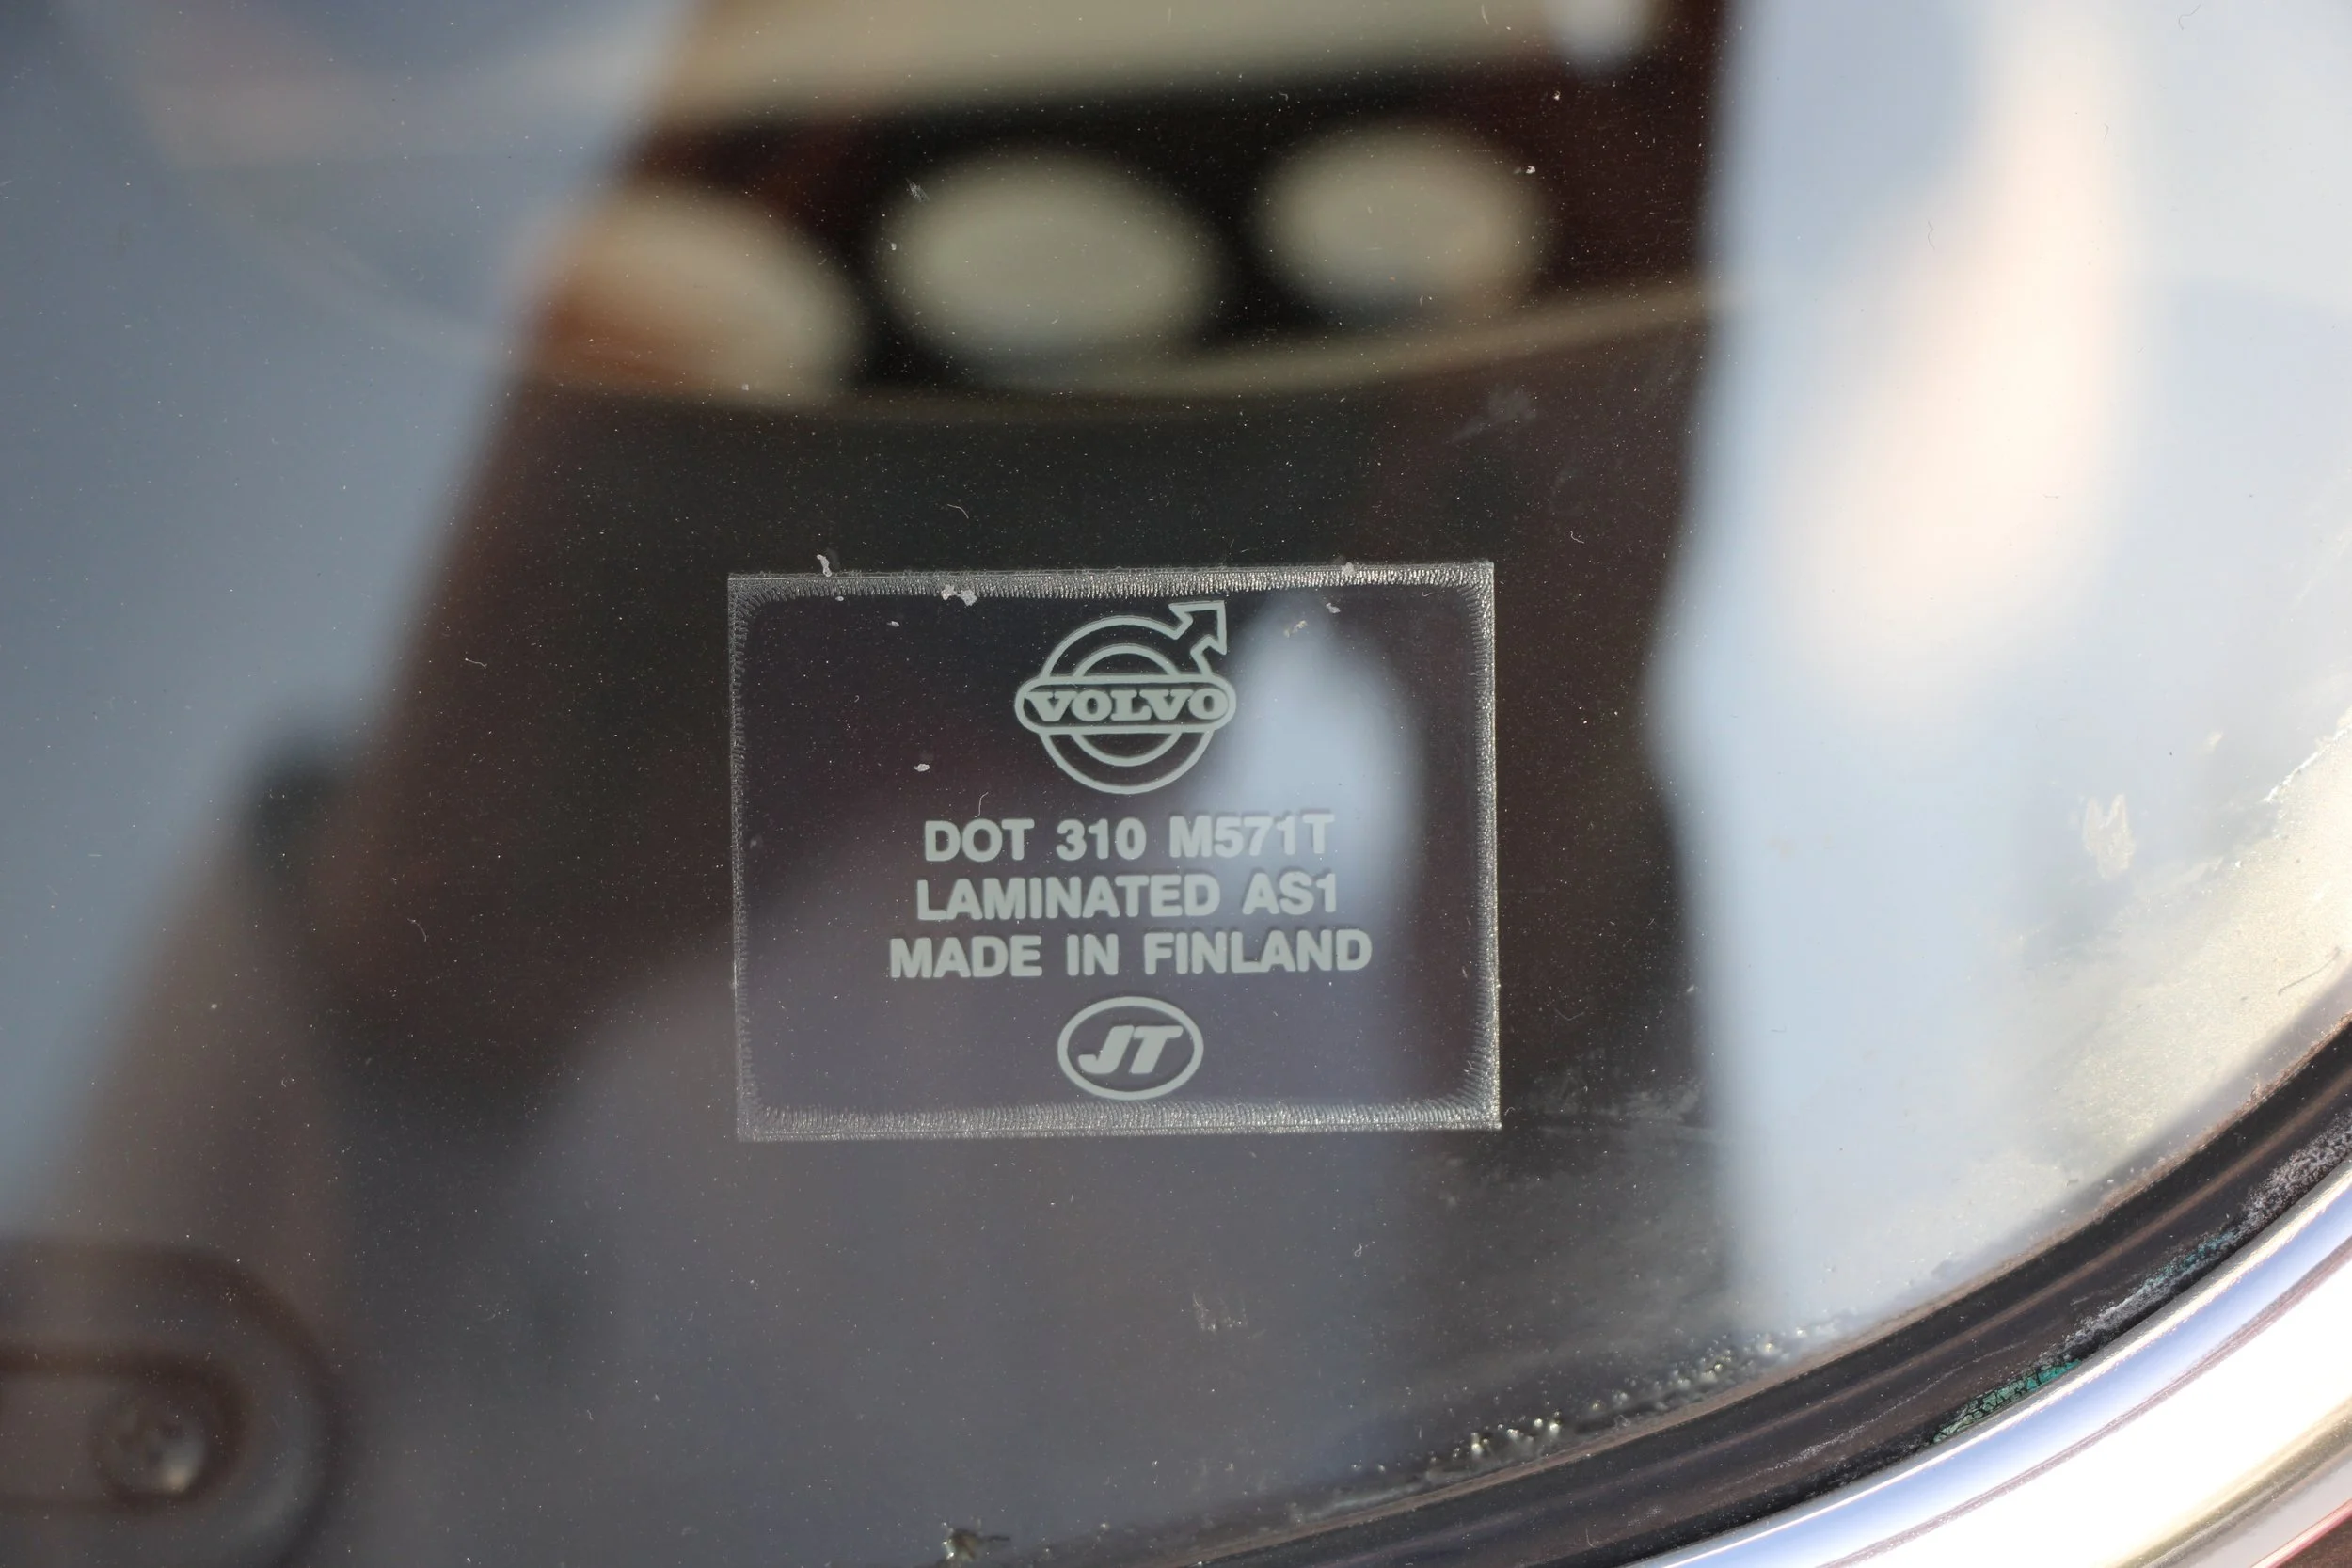 VOLVO
DOT 310 M571T
LAMINATED AS1
MADE IN FINLAND
JT